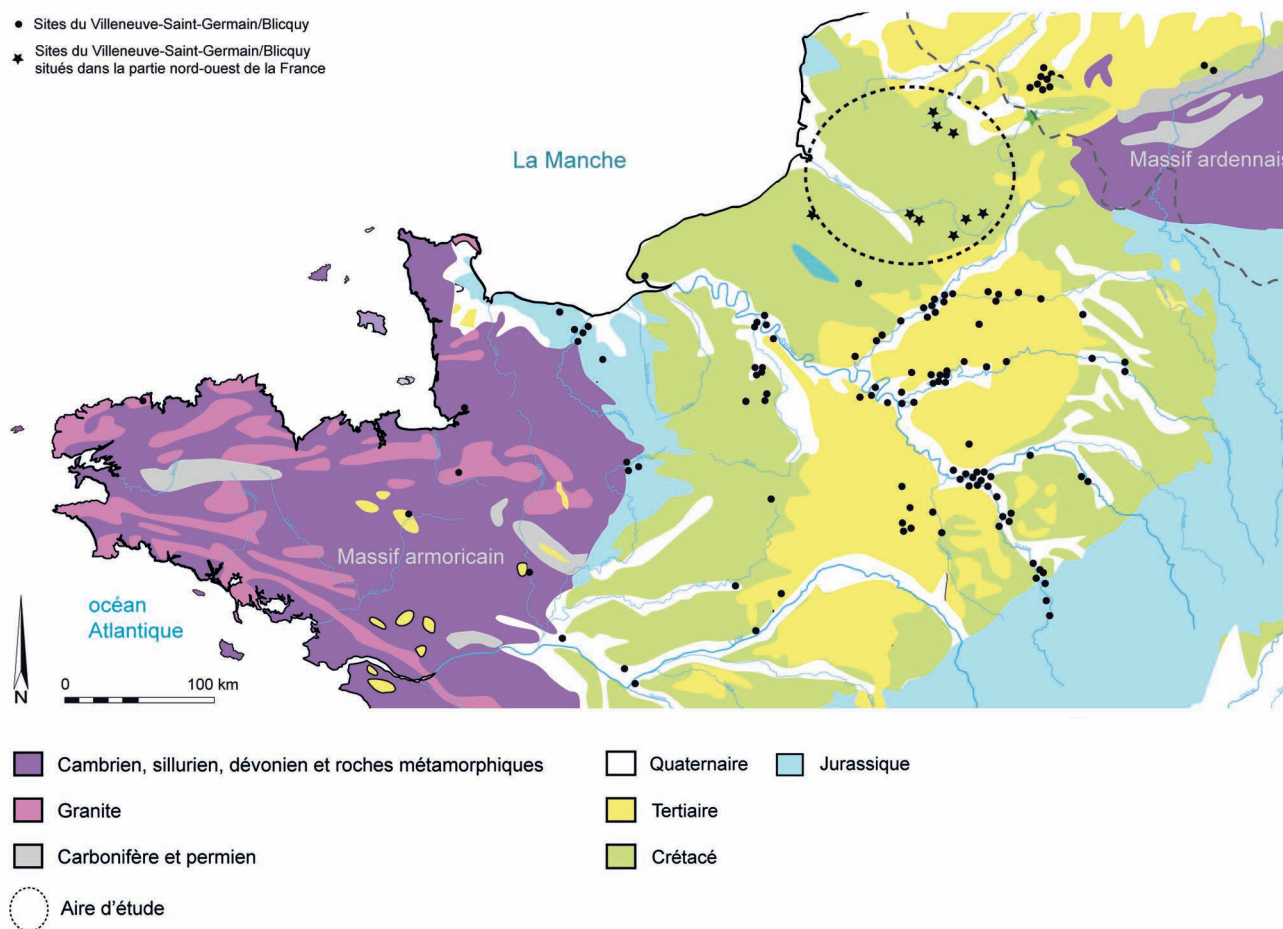 Sites du Villeneuve-Saint-Germain/Blicquy
Sites du Villeneuve-Saint-Germain/Blicquy
situés dans la partie nord-ouest de la France
La Manche
Massif ardennais
Massif armoricain
océan
Atlantique
N
0 100 km
Cambrien, sillurien, dévonien et roches métamorphiques
Quaternaire
Jurassique
Granite
Tertiaire
Carbonifère et permien
Crétacé
Aire d'étude